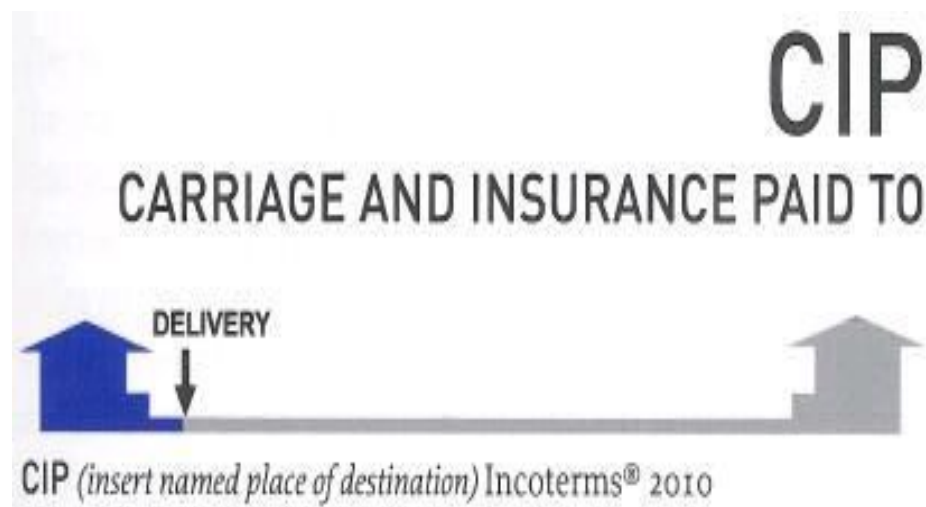 CIP
CARRIAGE AND INSURANCE PAID TO
DELIVERY
CIP (insert named place of destination) Incoterms® 2010